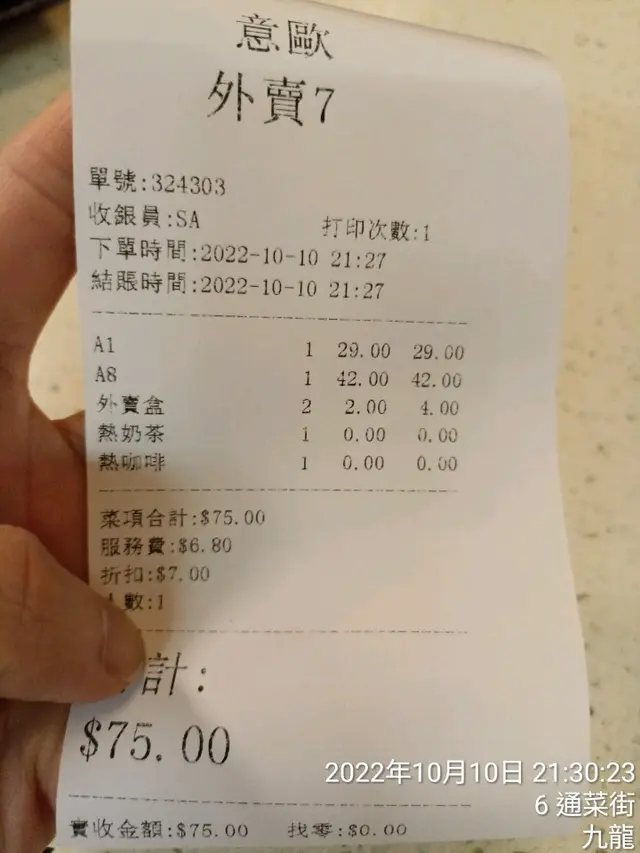 意歐
外賣7
單號:324303
收銀員:SA 打印次數:1
下單時間:2022-10-10 21:27
結賬時間:2022-10-10 21:27
A1 1 29.00 29.00
A8 1 42.00 42.00
外賣盒 2 2.00 4.00
熱奶茶 1 0.00 0.00
熱咖啡 1 0.00 0.00
菜項合計:$75.00
服務費:$6.80
折扣:$7.00
人數:1
計:
$75.00
實收金額:$75.00 找零:$0.00
2022年10月10日 21:30:23
6 通菜街
九龍